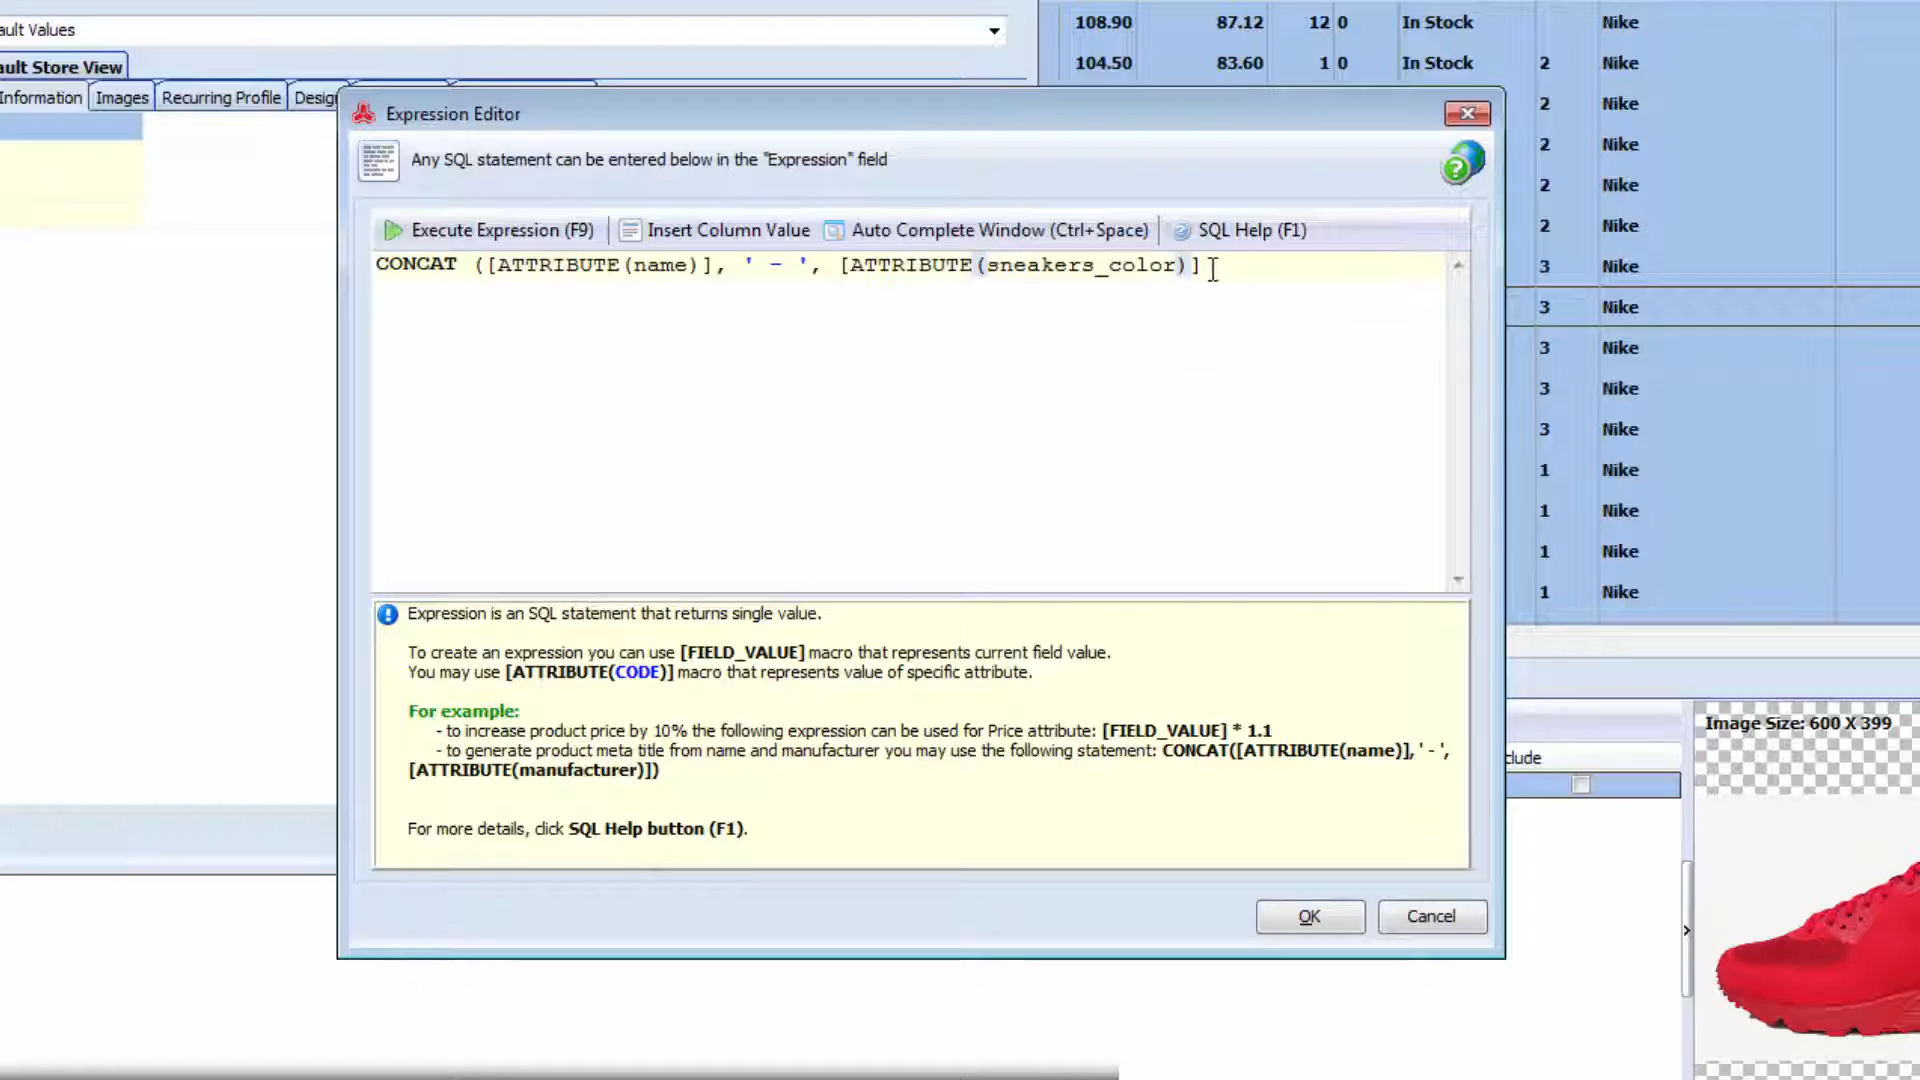 ault Values
ault Store View
Information Images Recurring Profile Desig
108.90 87.12 12 0 In Stock Nike
104.50 83.60 1 0 In Stock 2 Nike
2 Nike
2 Nike
2 Nike
2 Nike
3 Nike
3 Nike
3 Nike
3 Nike
3 Nike
1 Nike
1 Nike
1 Nike
1 Nike
Expression Editor
Any SQL statement can be entered below in the "Expression" field
Execute Expression (F9) Insert Column Value Auto Complete Window (Ctrl+Space) SQL Help (F1)
CONCAT ([ATTRIBUTE(name)], ' - ', [ATTRIBUTE(sneakers_color)]
Expression is an SQL statement that returns single value.
To create an expression you can use [FIELD_VALUE] macro that represents current field value.
You may use [ATTRIBUTE(CODE)] macro that represents value of specific attribute.
For example:
- to increase product price by 10% the following expression can be used for Price attribute: [FIELD_VALUE] * 1.1
- to generate product meta title from name and manufacturer you may use the following statement: CONCAT([ATTRIBUTE(name)], ' - ',
[ATTRIBUTE(manufacturer)])
For more details, click SQL Help button (F1).
OK Cancel
Image Size: 600 X 399
clude